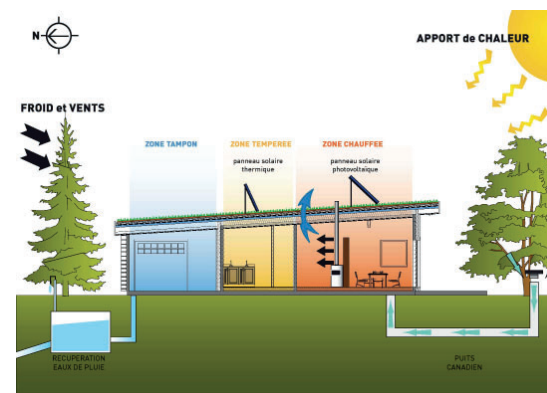 N
APPORT de CHALEUR
FROID et VENTS
ZONE TAMPON
ZONE TEMPEREE
ZONE CHAUFFEE
panneau solaire
thermique
panneau solaire
photovoltaïque
RECUPERATION
EAUX DE PLUIE
PUITS
CANADIEN